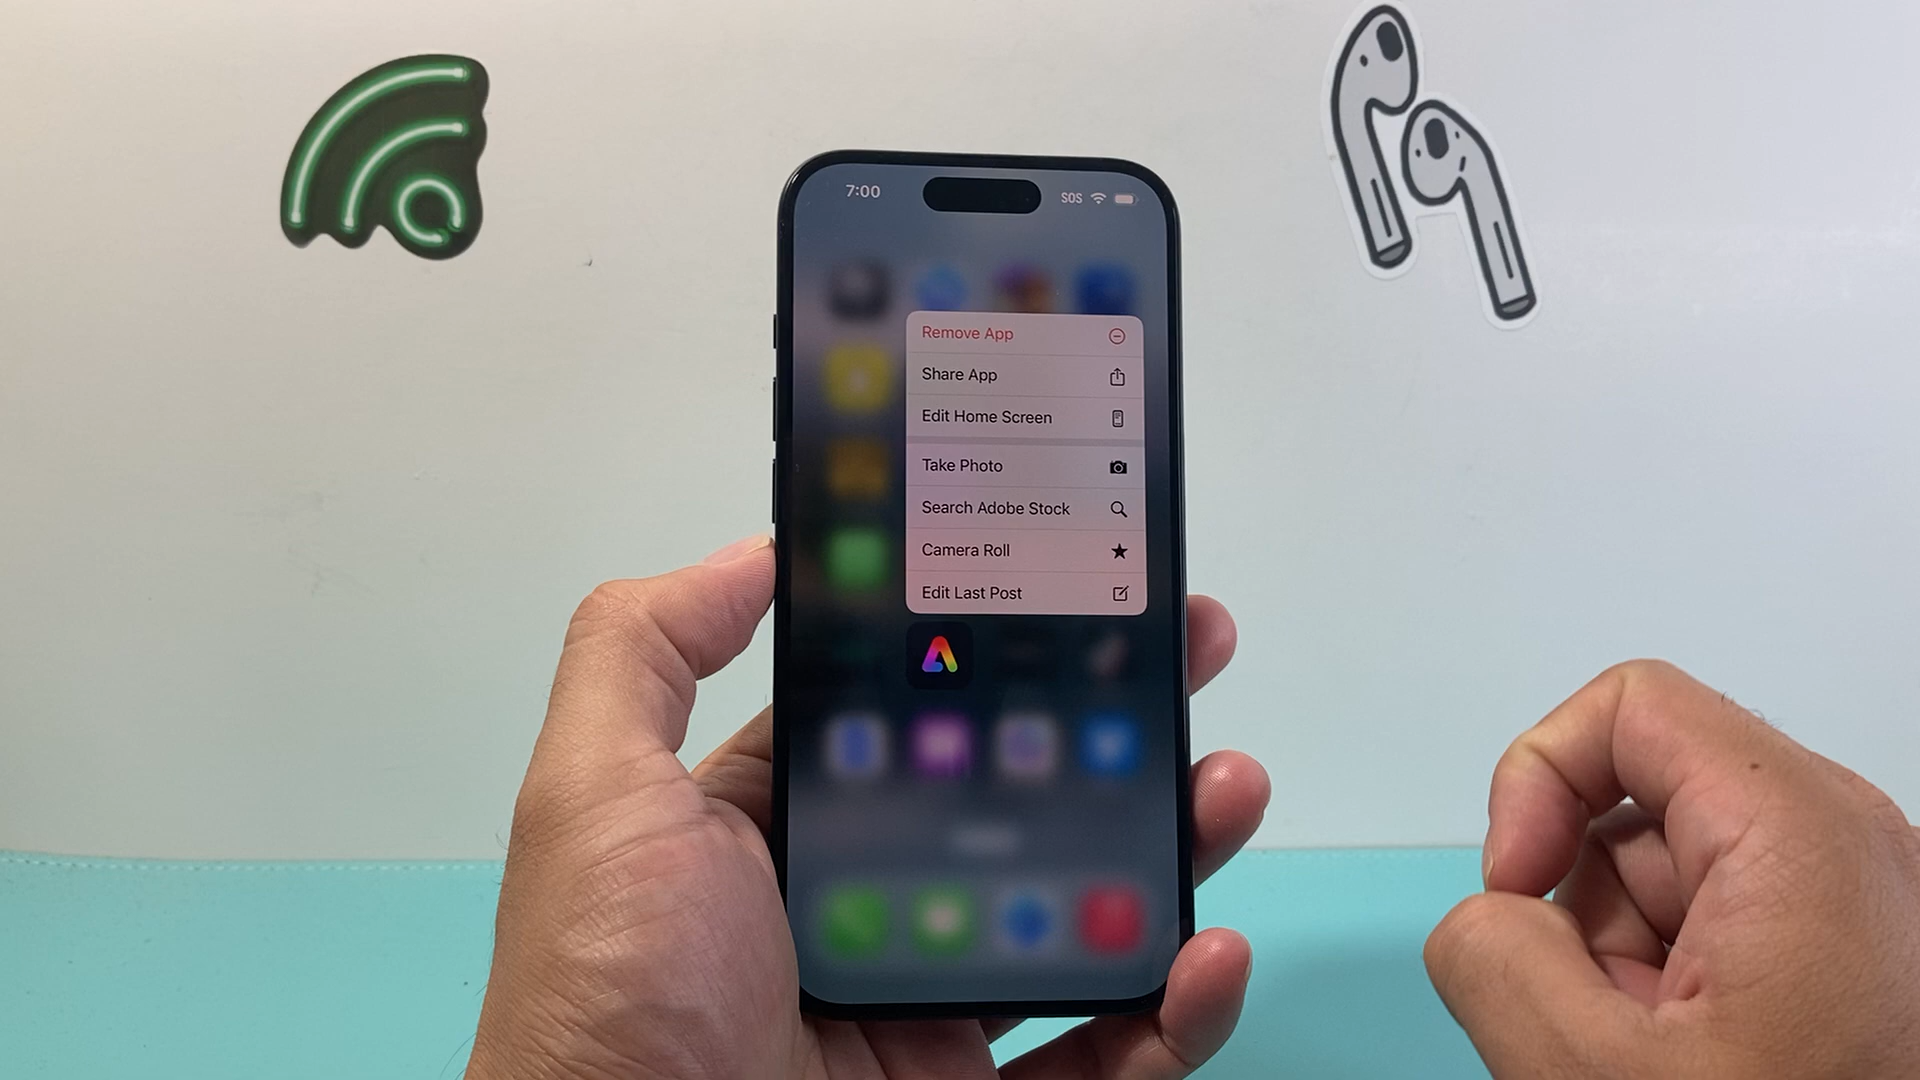 7:00
SOS
Remove App
Share App
Edit Home Screen
Take Photo
Search Adobe Stock
Camera Roll
Edit Last Post